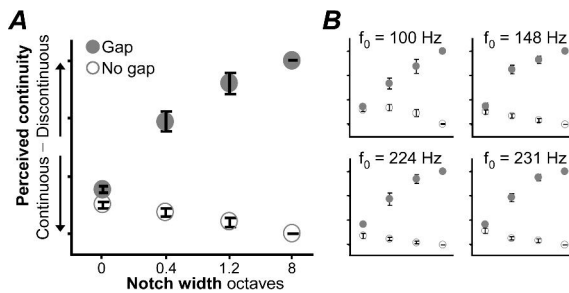 A
Gap
No gap
Perceived continuity
Continuous – Discontinuous
0 0.4 1.2 8
Notch width octaves
B
f0 = 100 Hz
f0 = 148 Hz
f0 = 224 Hz
f0 = 231 Hz